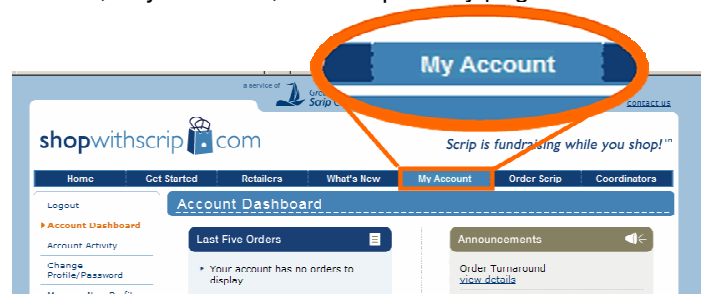 My Account
a service of
Scrip
contact us
shopwithscrip com
Scrip is fundraising while you shop!™
Home Get Started Retailers What's New My Account Order Scrip Coordinators
Logout
Account Dashboard
Account Dashboard
Account Activity
Change
Profile/Password
Last Five Orders
Your account has no orders to
display
Announcements
Order Turnaround
view details